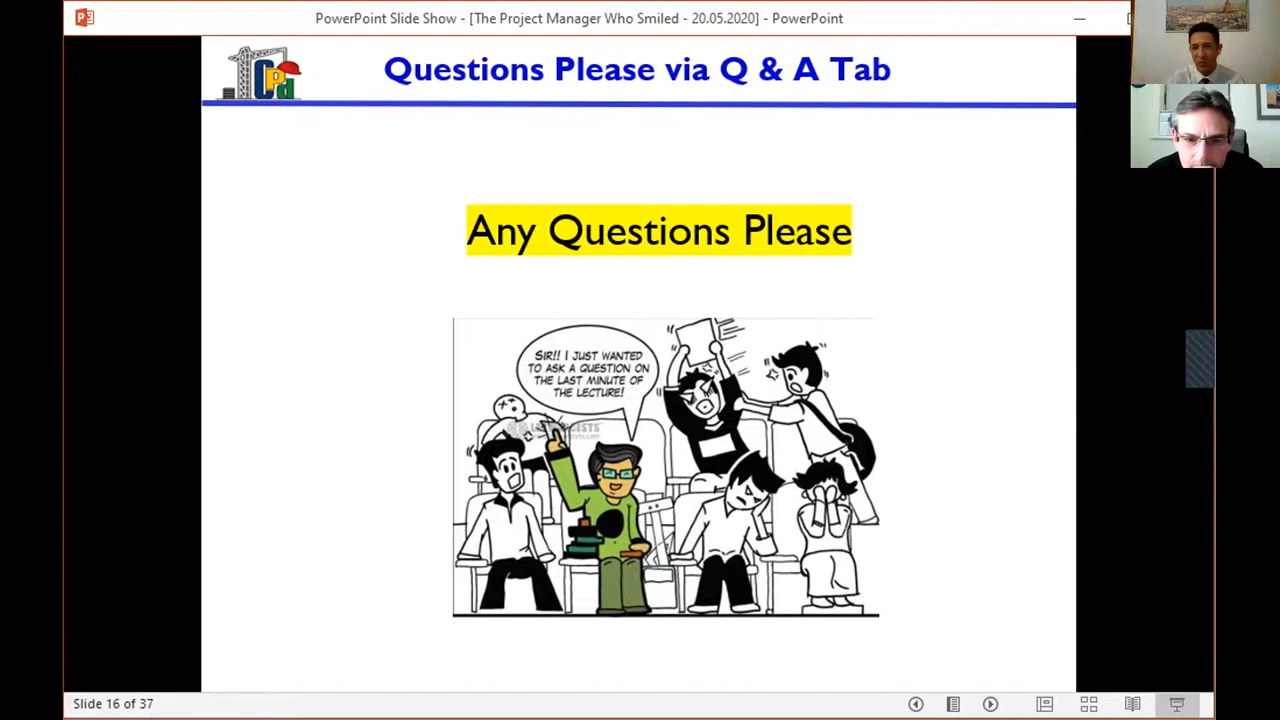 PowerPoint Slide Show - [The Project Manager Who Smiled - 20.05.2020] - PowerPoint
CPd
Questions Please via Q & A Tab
Any Questions Please
SIR!! I JUST WANTED
TO ASK A QUESTION ON
THE LAST MINUTE OF
THE LECTURE!
Slide 16 of 37